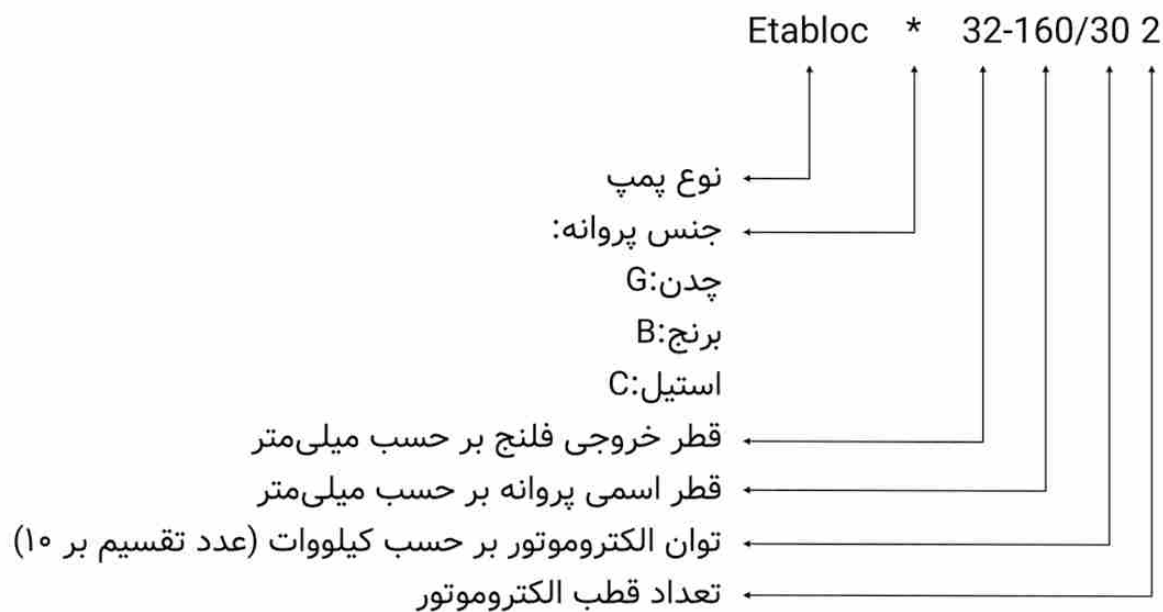 Etabloc * 32-160/30 2
نوع پمپ
جنس پروانه:
چدن:G
برنج:B
استیل:C
قطر خروجی فلنج بر حسب میلی‌متر
قطر اسمی پروانه بر حسب میلی‌متر
توان الکتروموتور بر حسب کیلووات (عدد تقسیم بر ۱۰)
تعداد قطب الکتروموتور